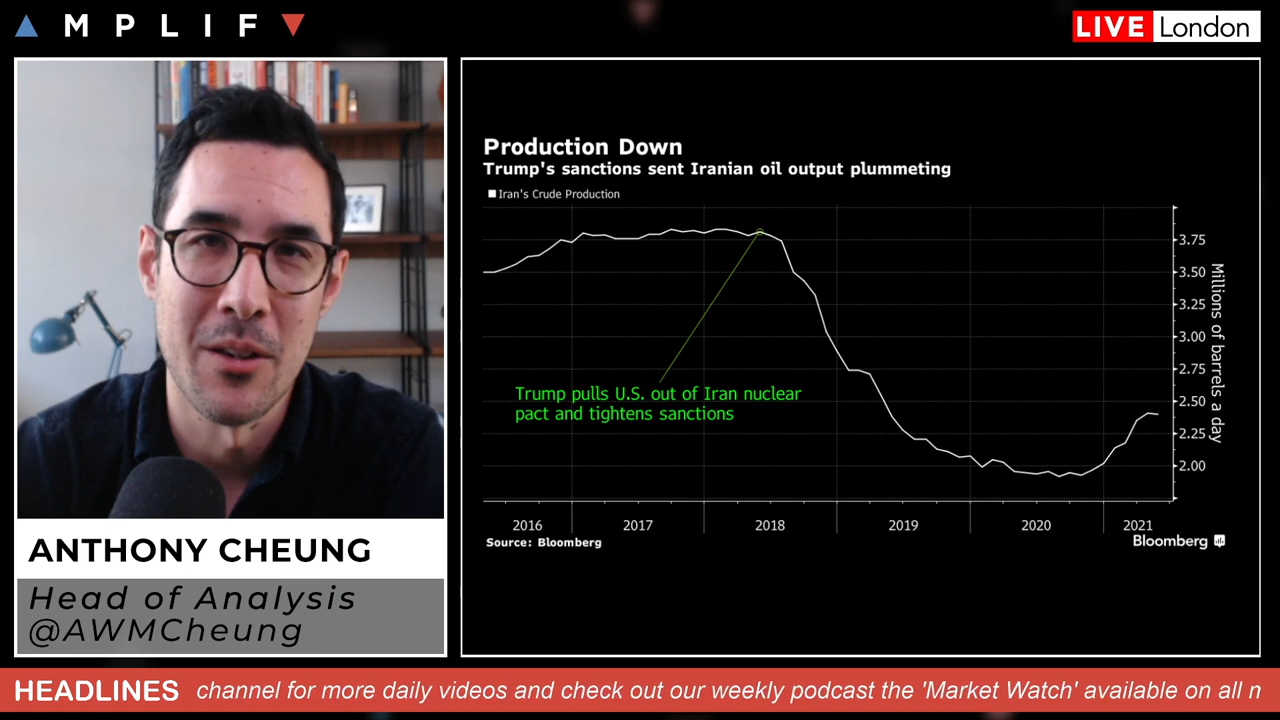 MPLIF
LIVE London
Production Down
Trump's sanctions sent Iranian oil output plummeting
Iran's Crude Production
3.75
3.50
3.25
3.00
2.75
2.50
2.25
2.00
Millions of barrels a day
Trump pulls U.S. out of Iran nuclear
pact and tightens sanctions
2016 2017 2018 2019 2020 2021
Source: Bloomberg
Bloomberg
ANTHONY CHEUNG
Head of Analysis
@AWMCheung
HEADLINES channel for more daily videos and check out our weekly podcast the 'Market Watch' available on all n